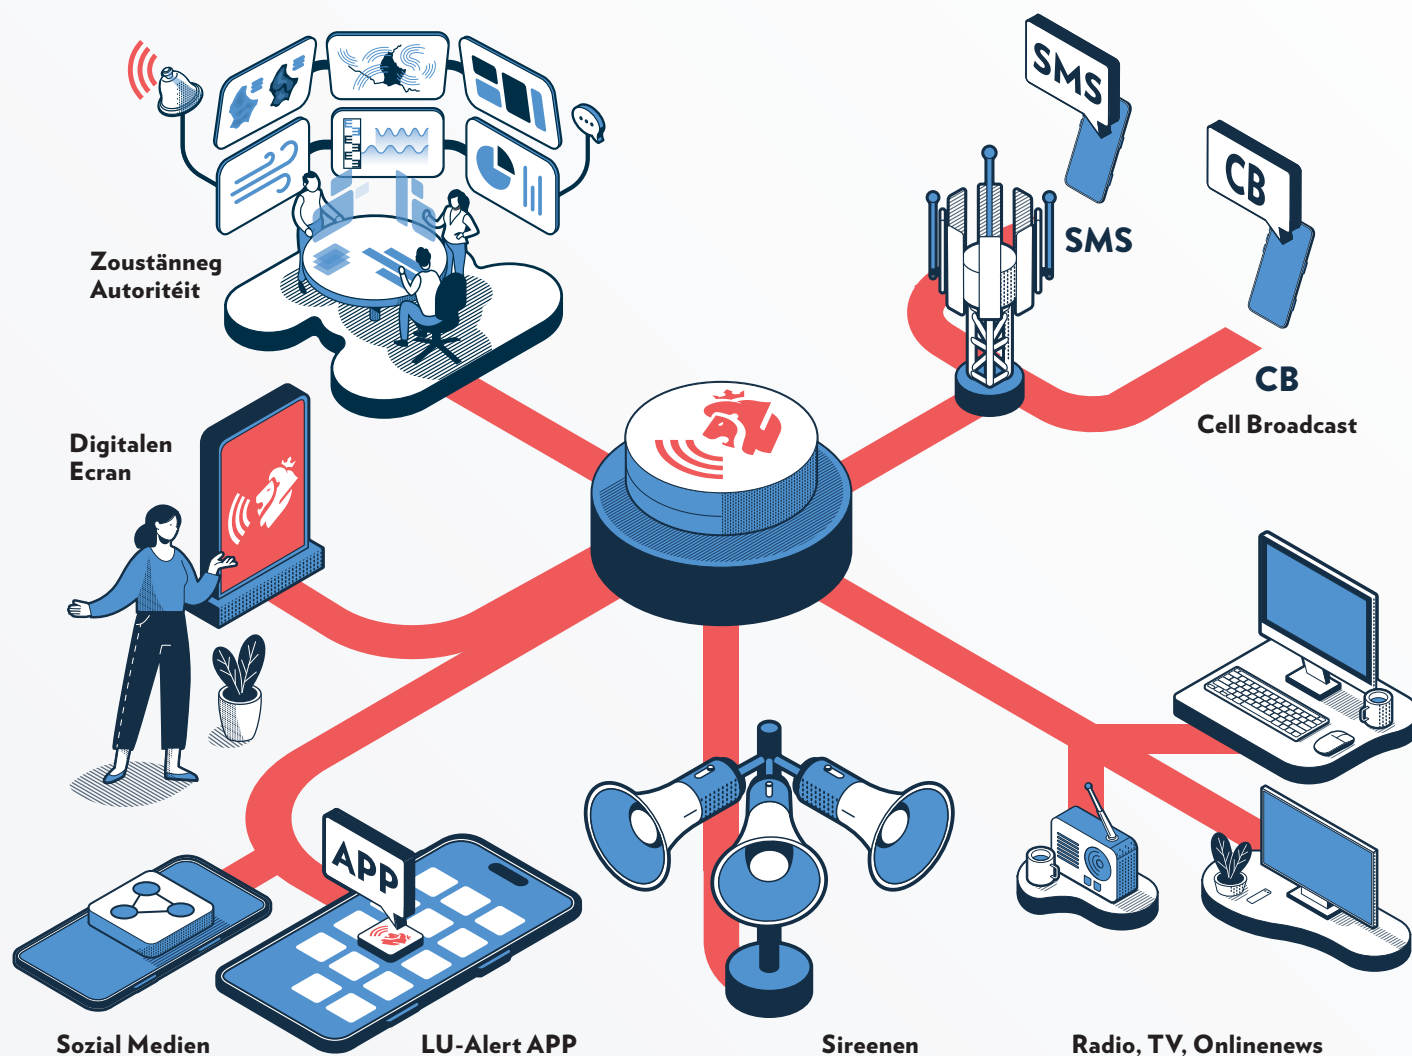 SMS
CB
SMS
Zoustänneg
Autoritéit
CB
Cell Broadcast
Digitalen
Ecran
APP
Sozial Medien
LU-Alert APP
Sireenen
Radio, TV, Onlinenews